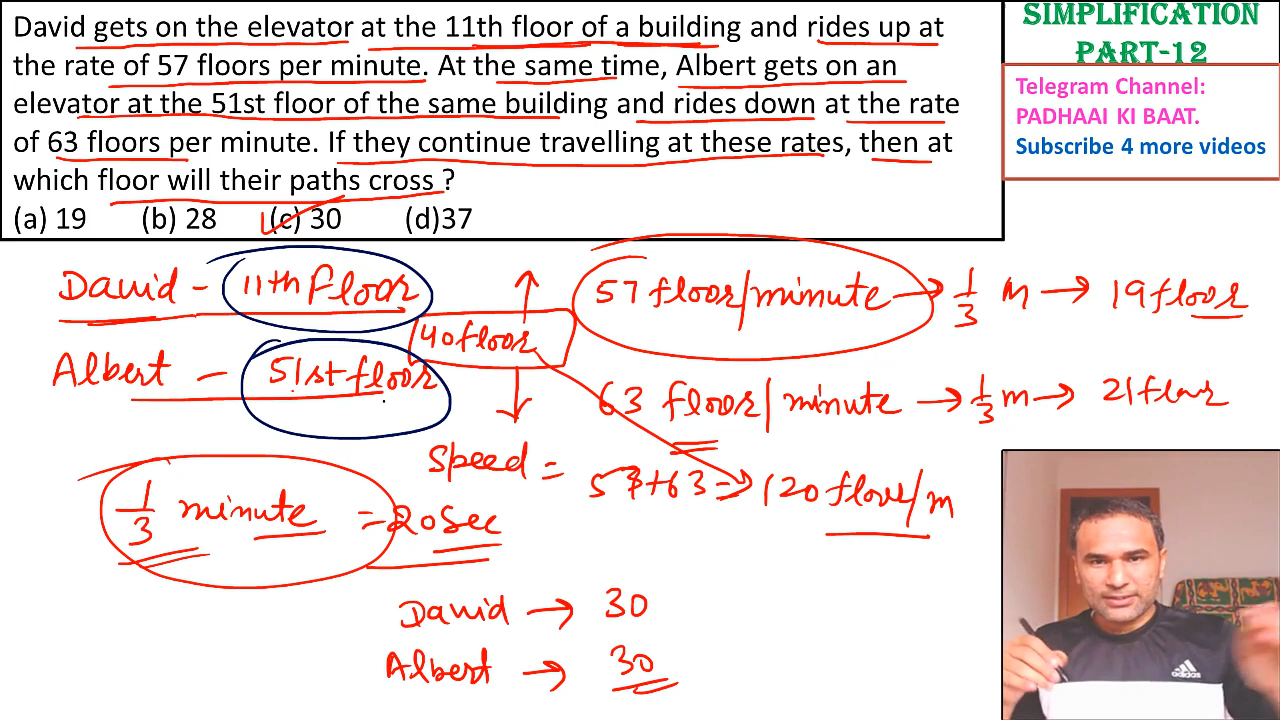 David gets on the elevator at the 11th floor of a building and rides up at
the rate of 57 floors per minute. At the same time, Albert gets on an
elevator at the 51st floor of the same building and rides down at the rate
of 63 floors per minute. If they continue travelling at these rates, then at
which floor will their paths cross ?
(a) 19 (b) 28 (c) 30 (d)37
SIMPLIFICATION
PART-12
Telegram Channel:
PADHAAI KI BAAT.
Subscribe 4 more videos
David - 11th Floor
40 floor
57 floor/minute → 1/3 m → 19 floor
Albert - 51st floor
63 floor/minute → 1/3 m → 21 floor
Speed = 57+63 ⇒ 120 floor/m
1/3 minute = 20 Sec
David → 30
Albert → 30
adidas